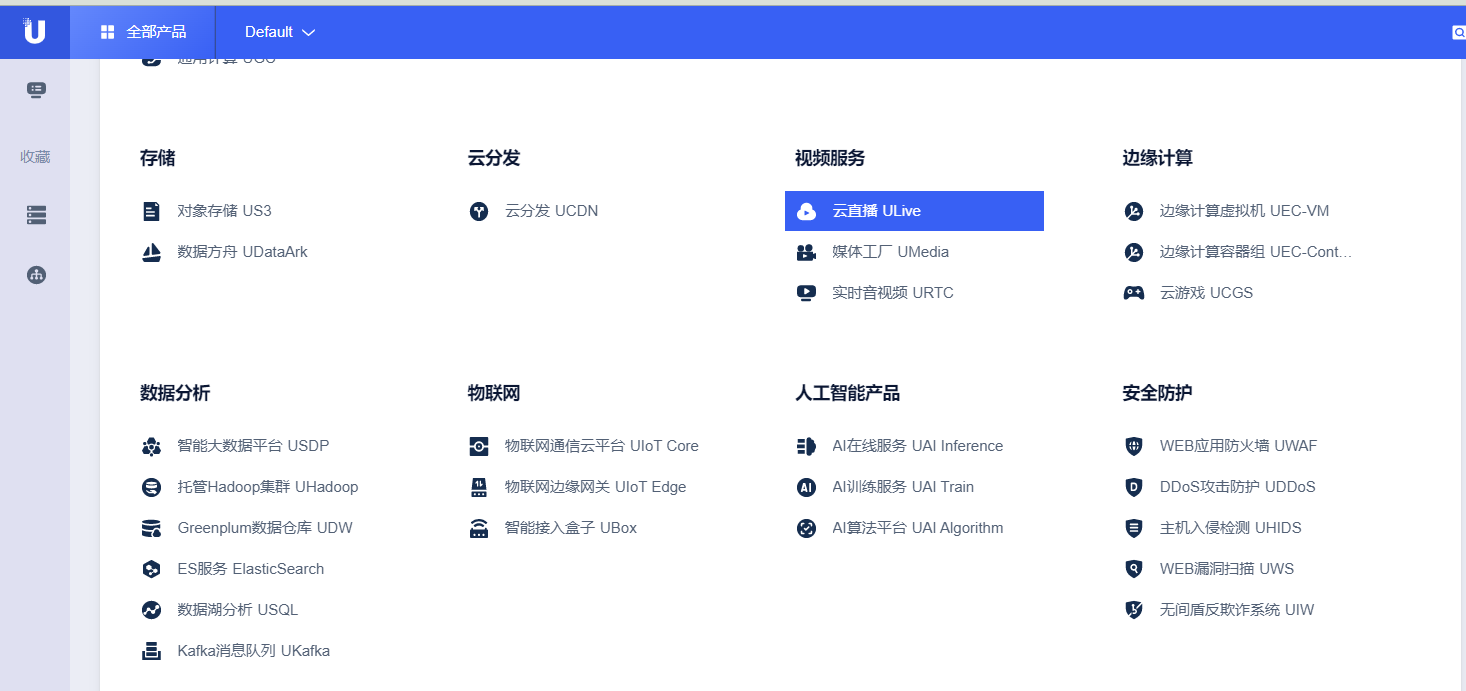 U
全部产品
Default
通用计算 UGC
收藏
存储
对象存储 US3
数据方舟 UDataArk
云分发
云分发 UCDN
视频服务
云直播 ULive
媒体工厂 UMedia
实时音视频 URTC
边缘计算
边缘计算虚拟机 UEC-VM
边缘计算容器组 UEC-Cont...
云游戏 UCGS
数据分析
智能大数据平台 USDP
托管Hadoop集群 UHadoop
Greenplum数据仓库 UDW
ES服务 ElasticSearch
数据湖分析 USQL
Kafka消息队列 UKafka
物联网
物联网通信云平台 UIoT Core
物联网边缘网关 UIoT Edge
智能接入盒子 UBox
人工智能产品
AI在线服务 UAI Inference
AI训练服务 UAI Train
AI算法平台 UAI Algorithm
安全防护
WEB应用防火墙 UWAF
DDoS攻击防护 UDDoS
主机入侵检测 UHIDS
WEB漏洞扫描 UWS
无间盾反欺诈系统 UIW